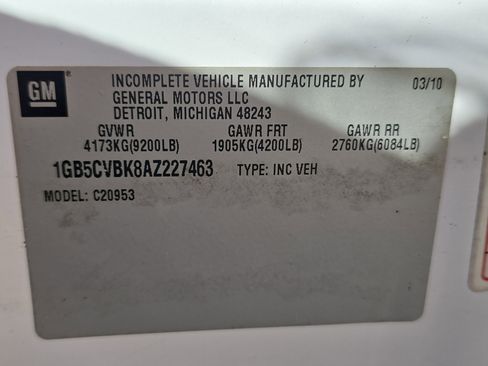 GM
INCOMPLETE VEHICLE MANUFACTURED BY
03/10
GENERAL MOTORS LLC
DETROIT, MICHIGAN 48243
GVWR GAWR FRT GAWR RR
4173KG(9200LB) 1905KG(4200LB) 2760KG(6084LB)
1GB5CVBK8AZ227463 TYPE: INC VEH
MODEL: C20953